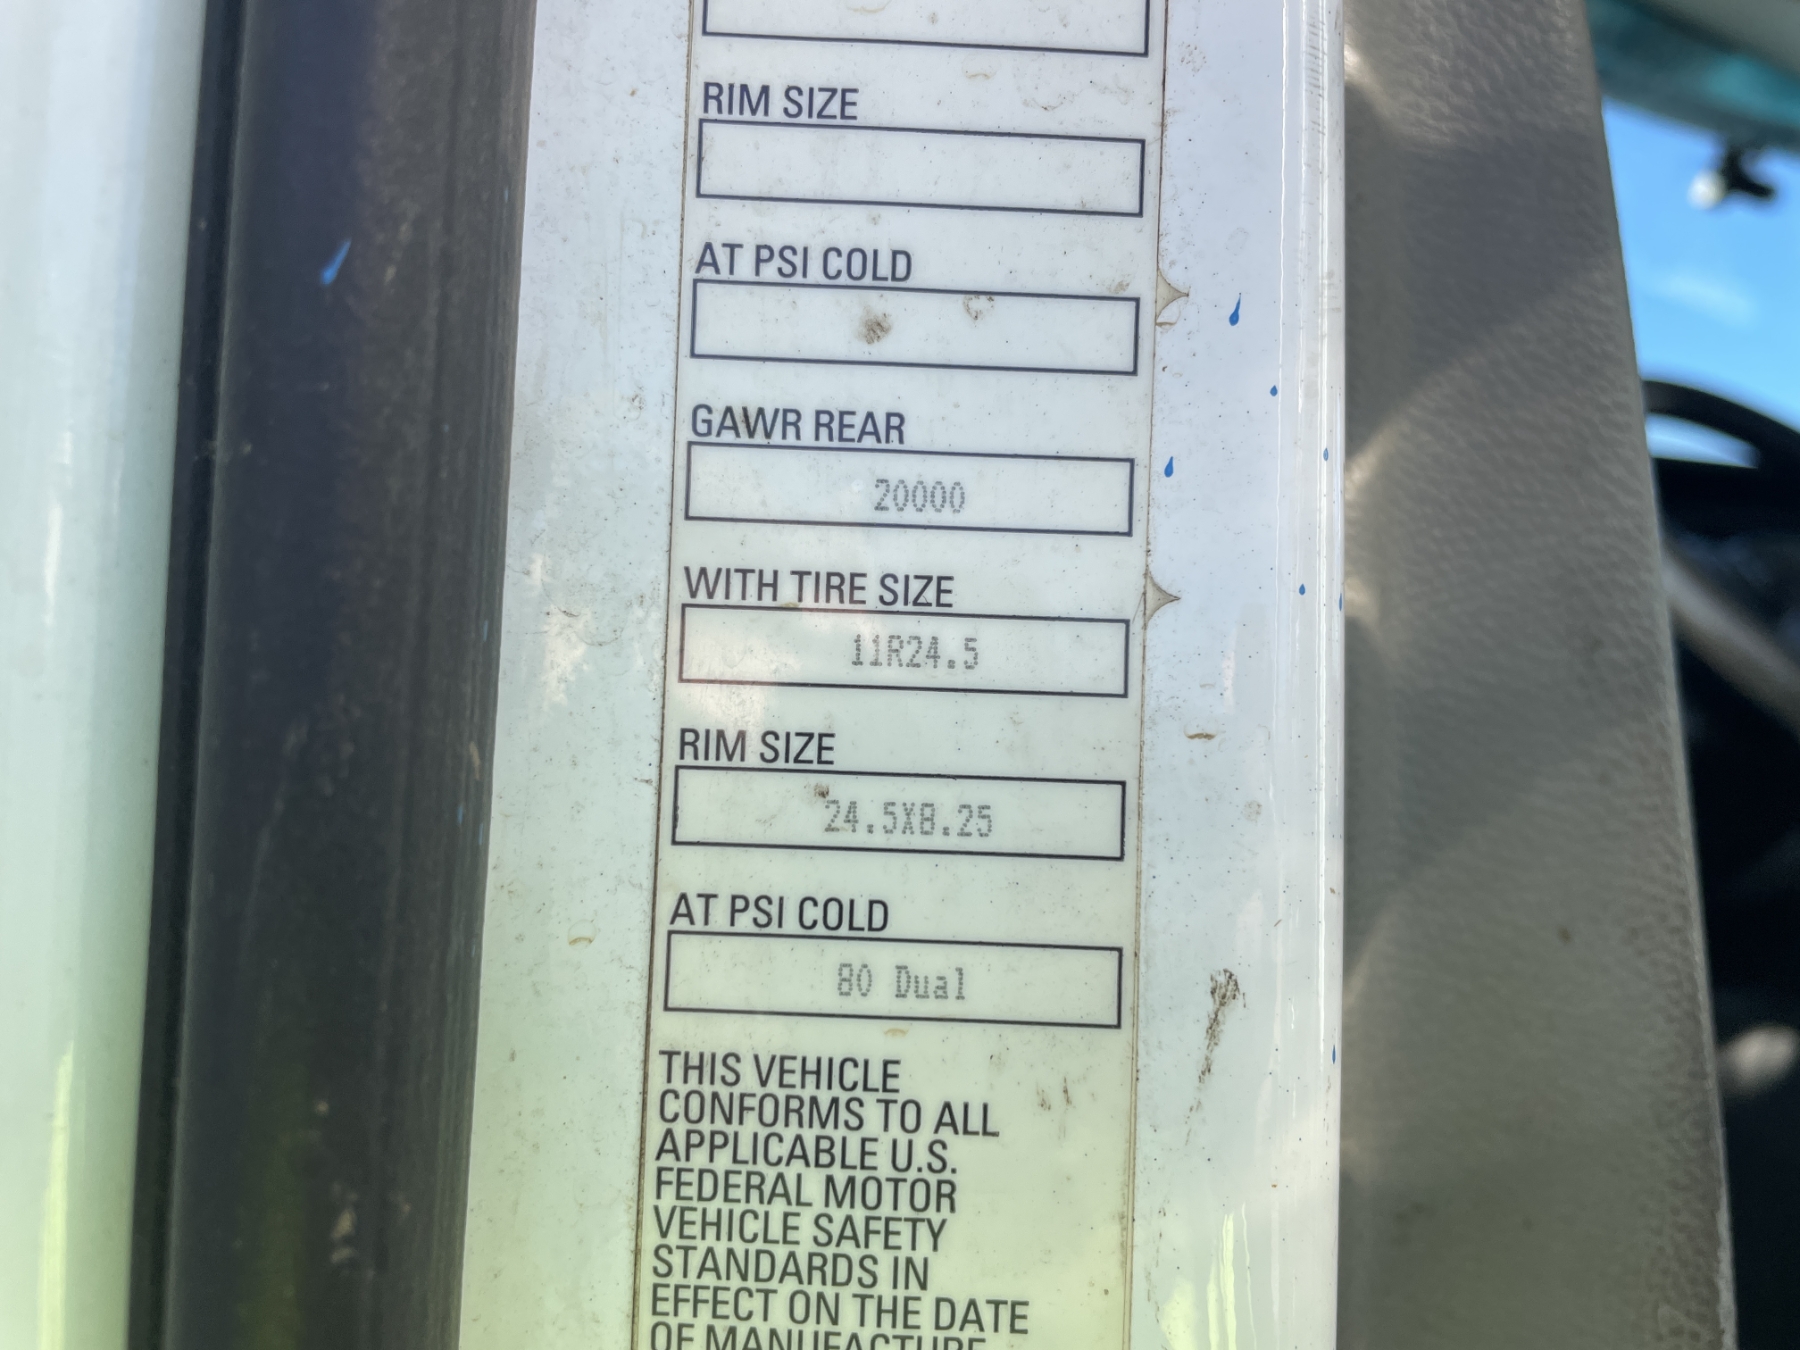 RIM SIZE
AT PSI COLD
GAWR REAR
20000
WITH TIRE SIZE
11R24.5
RIM SIZE
24.5X8.25
AT PSI COLD
80 Dual
THIS VEHICLE
CONFORMS TO ALL
APPLICABLE U.S.
FEDERAL MOTOR
VEHICLE SAFETY
STANDARDS IN
EFFECT ON THE DATE
OF MANUFACTURE